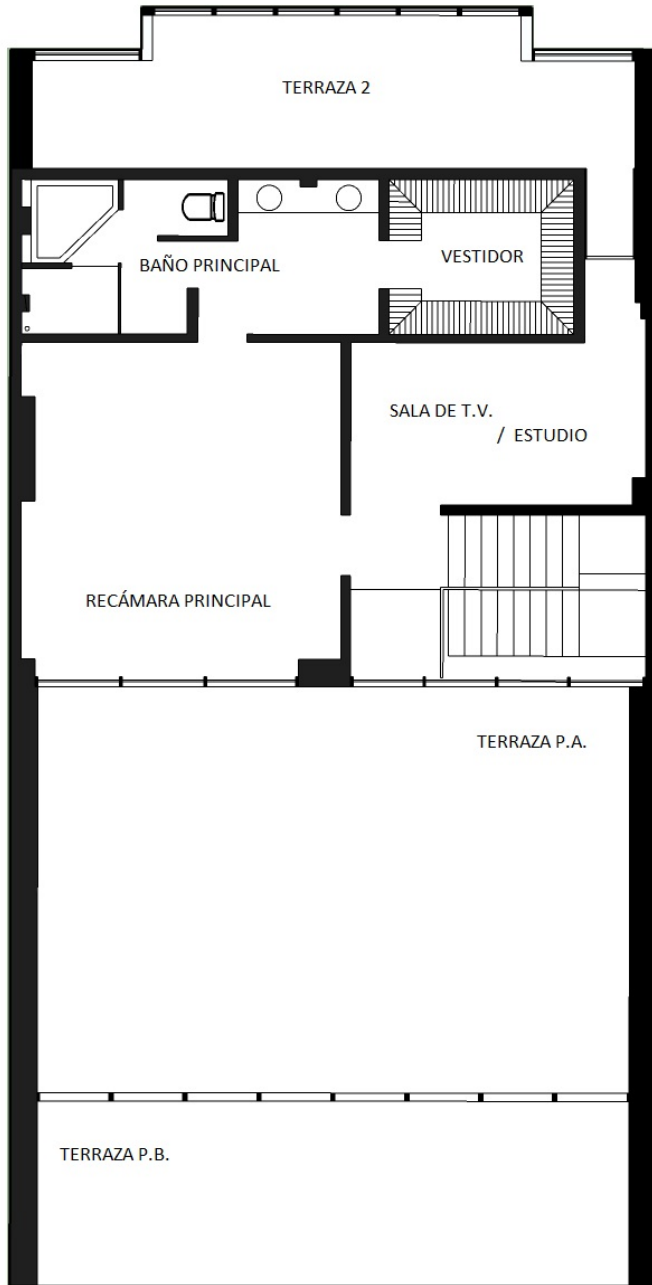 TERRAZA 2
BAÑO PRINCIPAL
VESTIDOR
SALA DE T.V.
/ ESTUDIO
RECÁMARA PRINCIPAL
TERRAZA P.A.
TERRAZA P.B.